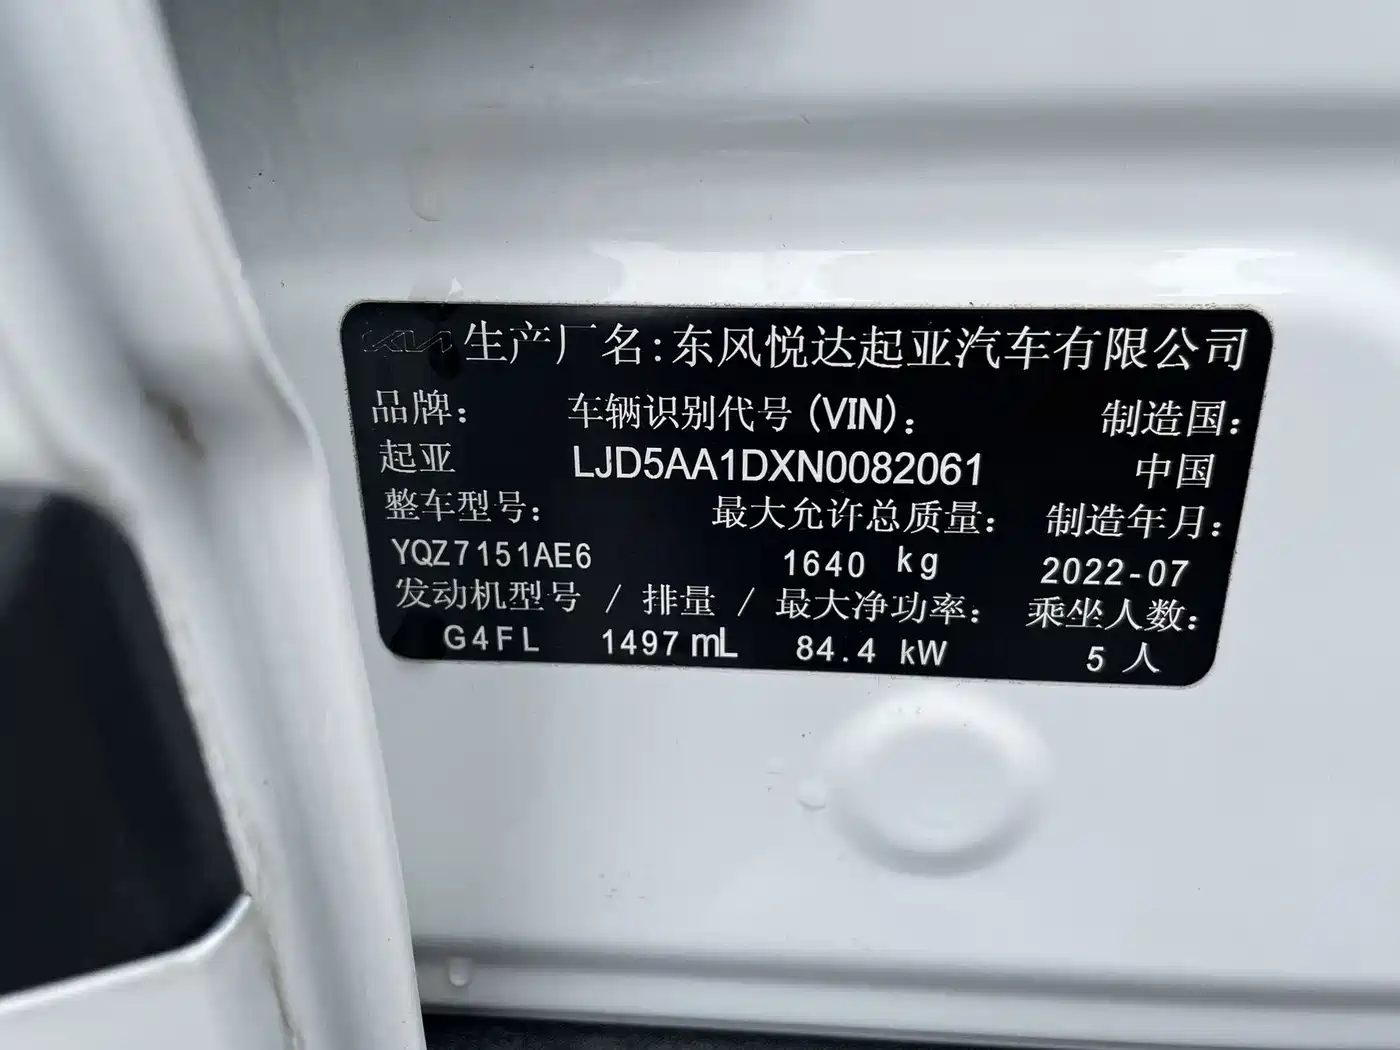 KIA 生产厂名:东风悦达起亚汽车有限公司
品牌: 车辆识别代号(VIN): 制造国:
起亚 LJD5AA1DXN0082061 中国
整车型号: 最大允许总质量: 制造年月:
YQZ7151AE6 1640 kg 2022-07
发动机型号 / 排量 / 最大净功率: 乘坐人数:
G4FL 1497 mL 84.4 kW 5 人